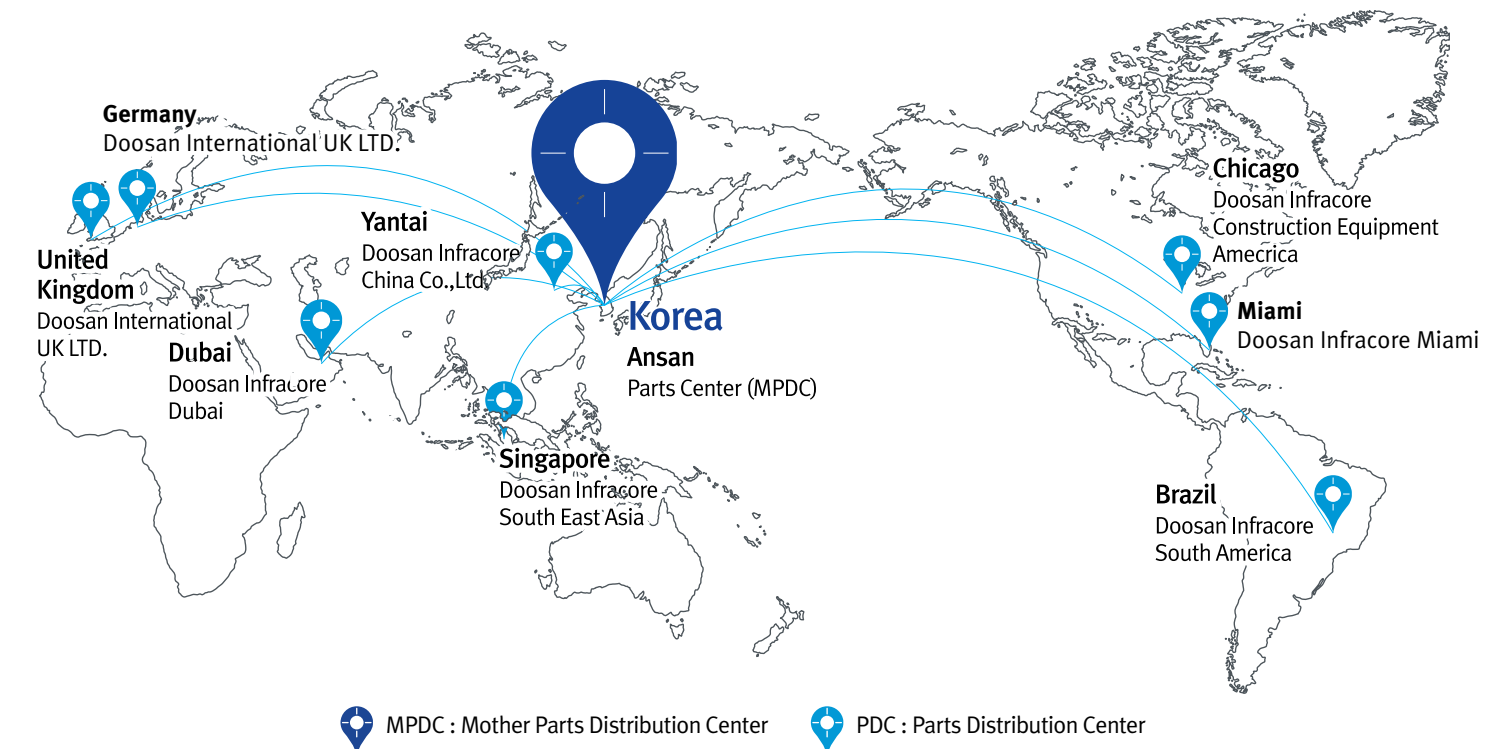 Germany
Doosan International UK LTD.
United
Kingdom
Doosan International
UK LTD.
Dubai
Doosan Infracore
Dubai
Yantai
Doosan Infracore
China Co.,Ltd
Korea
Ansan
Parts Center (MPDC)
Singapore
Doosan Infracore
South East Asia
Chicago
Doosan Infracore
Construction Equipment
Amecrica
Miami
Doosan Infracore Miami
Brazil
Doosan Infracore
South America
MPDC : Mother Parts Distribution Center
PDC : Parts Distribution Center